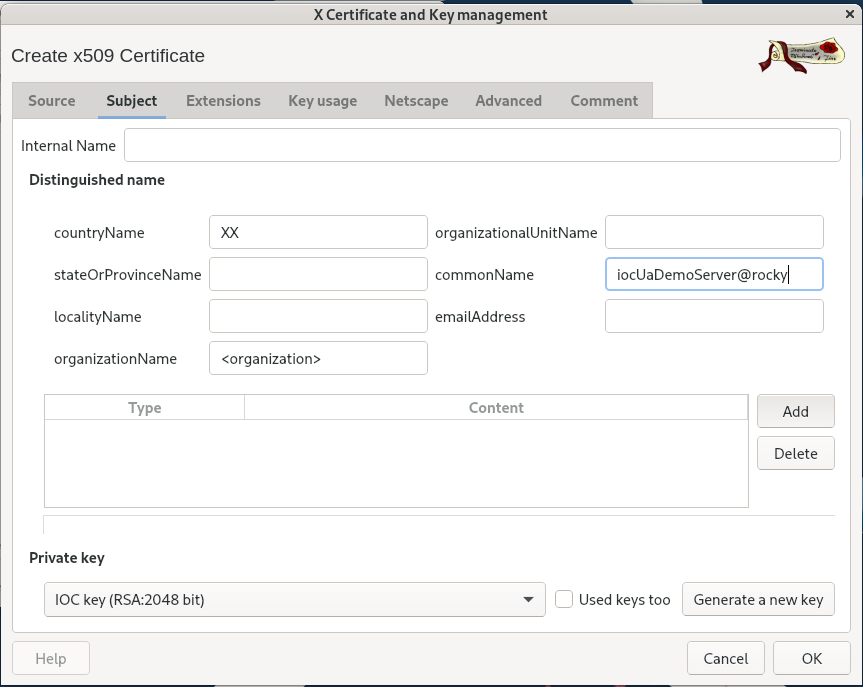 X Certificate and Key management
Create x509 Certificate
Source Subject Extensions Key usage Netscape Advanced Comment
Internal Name
Distinguished name
countryName XX organizationalUnitName
stateOrProvinceName commonName iocUaDemoServer@rocky
localityName emailAddress
organizationName <organization>
Type Content Add
Delete
Private key
IOC key (RSA:2048 bit) Used keys too Generate a new key
Help Cancel OK